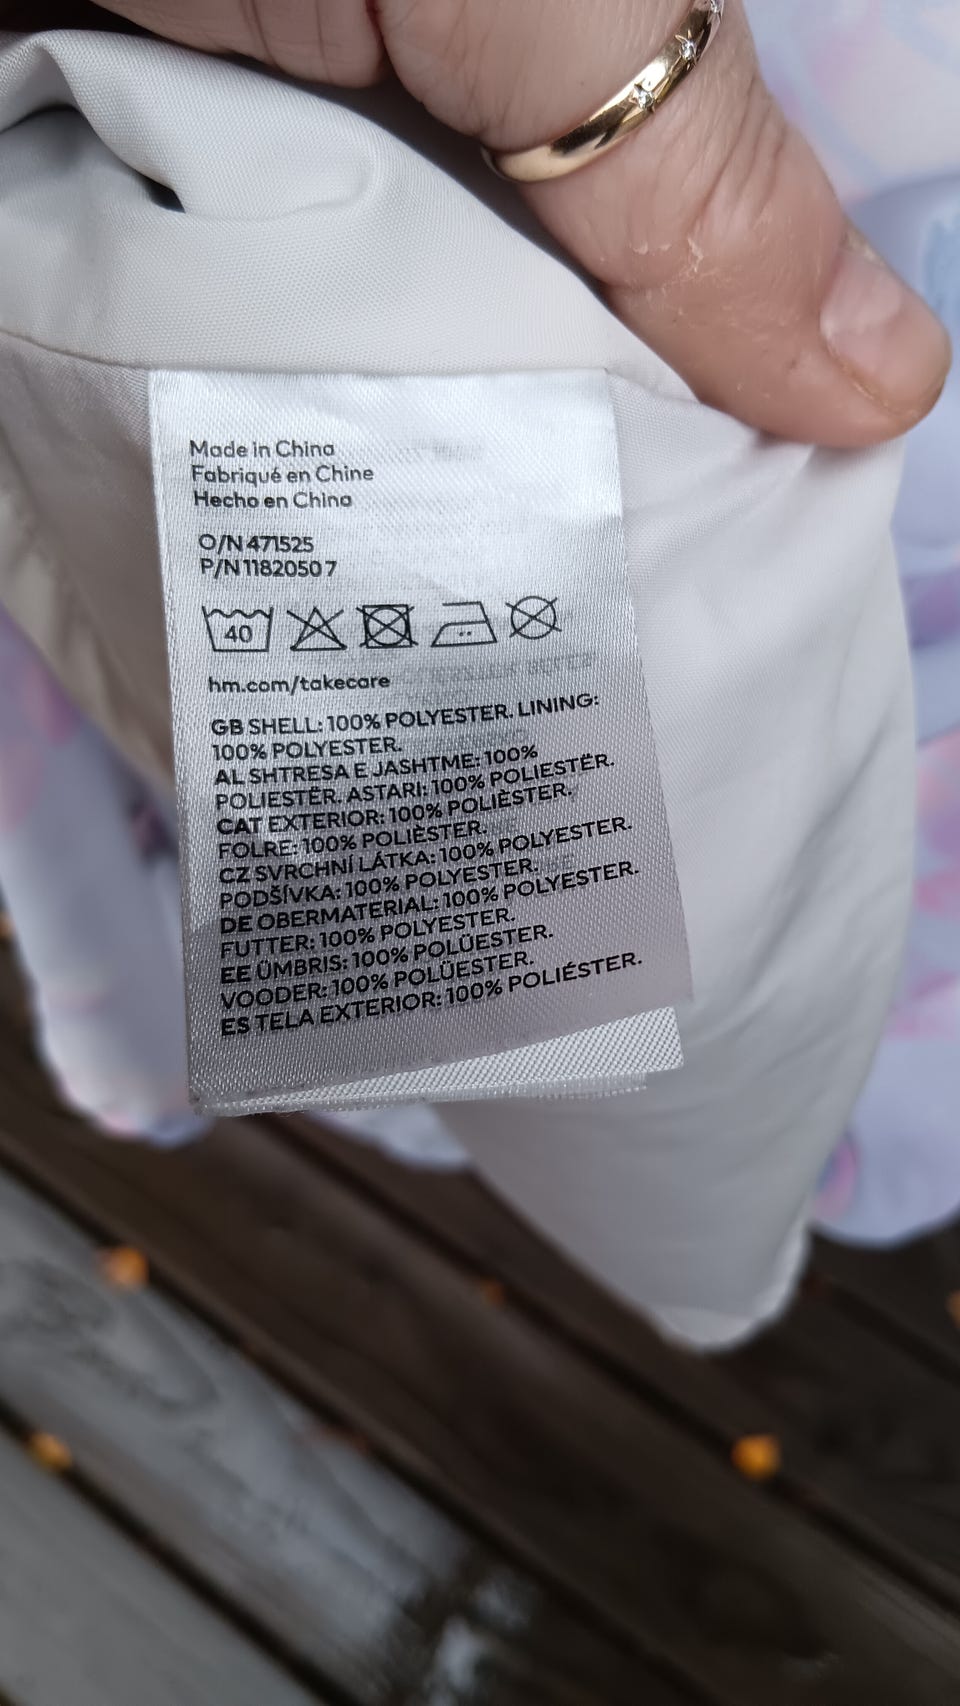 Made in China
Fabriqué en Chine
Hecho en China
O/N 471525
P/N 11820507
40
hm.com/takecare
GB SHELL: 100% POLYESTER. LINING:
100% POLYESTER.
AL SHTRESA E JASHTME: 100%
POLIESTËR. ASTARI: 100% POLIESTËR.
CAT EXTERIOR: 100% POLIÈSTER.
FOLRE: 100% POLIÈSTER.
CZ SVRCHNÍ LÁTKA: 100% POLYESTER.
PODŠÍVKA: 100% POLYESTER.
DE OBERMATERIAL: 100% POLYESTER.
FUTTER: 100% POLYESTER.
EE ÜMBRIS: 100% POLÜESTER.
VOODER: 100% POLÜESTER.
ES TELA EXTERIOR: 100% POLIÉSTER.